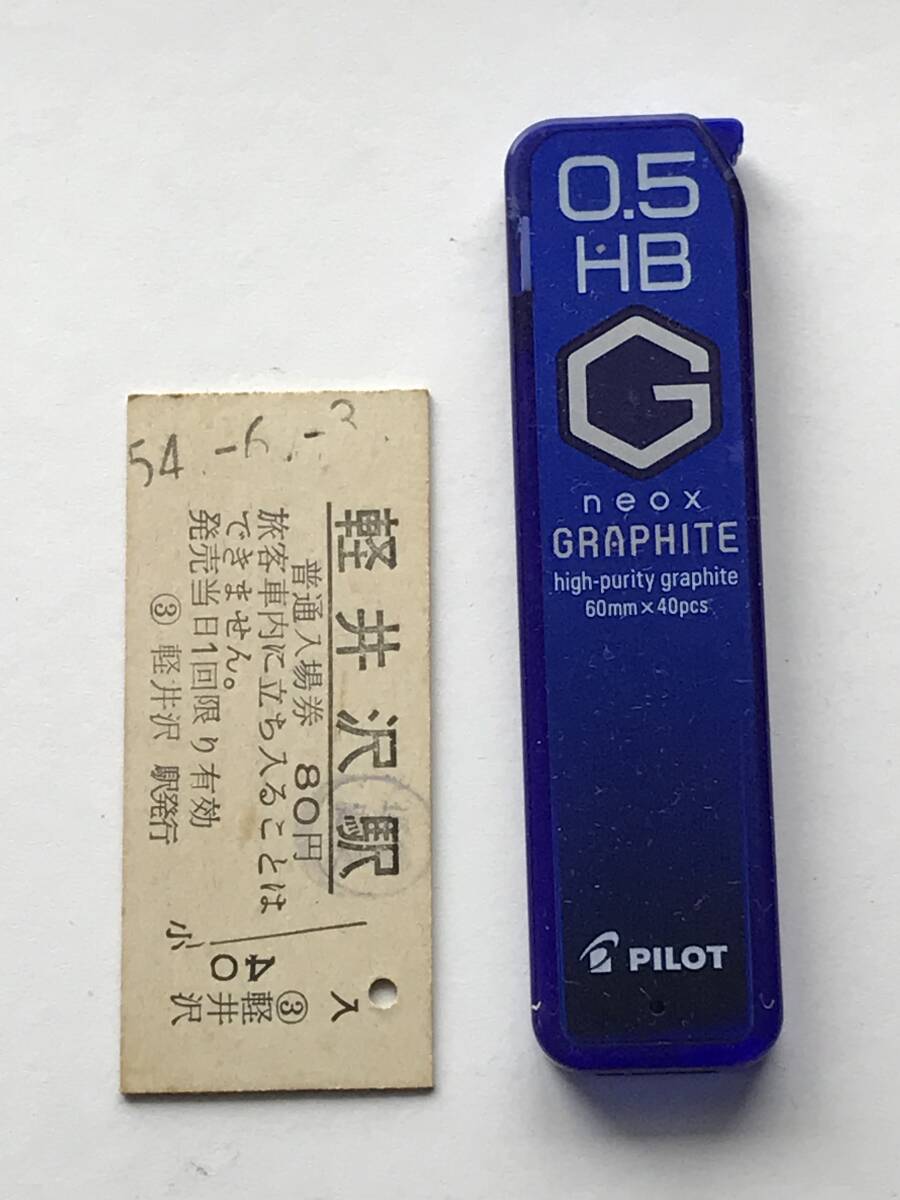 54.-6.-3
軽井沢駅
普通入場券 80円
旅客車内に立ち入ることは
できません。
発売当日1回限り有効
③ 軽井沢 駅発行
小
40
入
③
軽井沢
0.5
HB
G
neox
GRAPHITE
high-purity graphite
60mm×40pcs
PILOT